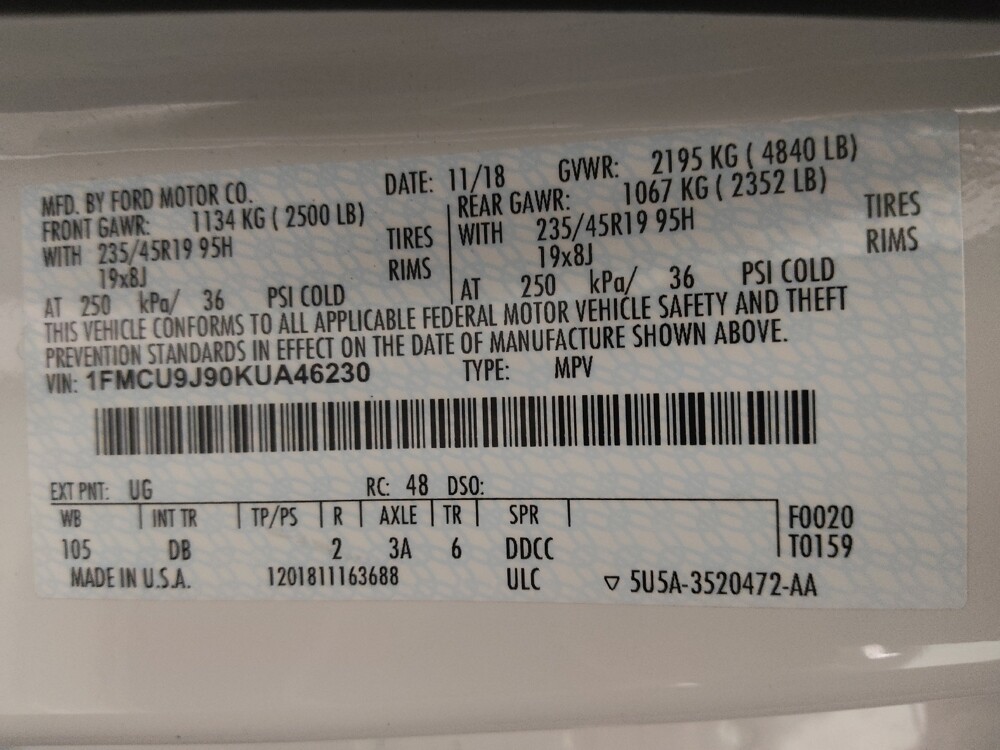 MFD. BY FORD MOTOR CO. DATE: 11/18 GVWR: 2195 KG ( 4840 LB)
FRONT GAWR: 1134 KG ( 2500 LB) REAR GAWR: 1067 KG ( 2352 LB)
WITH 235/45R19 95H TIRES WITH 235/45R19 95H TIRES
19x8J RIMS 19x8J RIMS
AT 250 kPa/ 36 PSI COLD AT 250 kPa/ 36 PSI COLD
THIS VEHICLE CONFORMS TO ALL APPLICABLE FEDERAL MOTOR VEHICLE SAFETY AND THEFT
PREVENTION STANDARDS IN EFFECT ON THE DATE OF MANUFACTURE SHOWN ABOVE.
VIN: 1FMCU9J90KUA46230 TYPE: MPV
EXT PNT: UG RC: 48 DSO:
WB INT TR TP/PS R AXLE TR SPR F0020
105 DB 2 3A 6 DDCC T0159
MADE IN U.S.A. 1201811163688 ULC ▽ 5U5A-3520472-AA